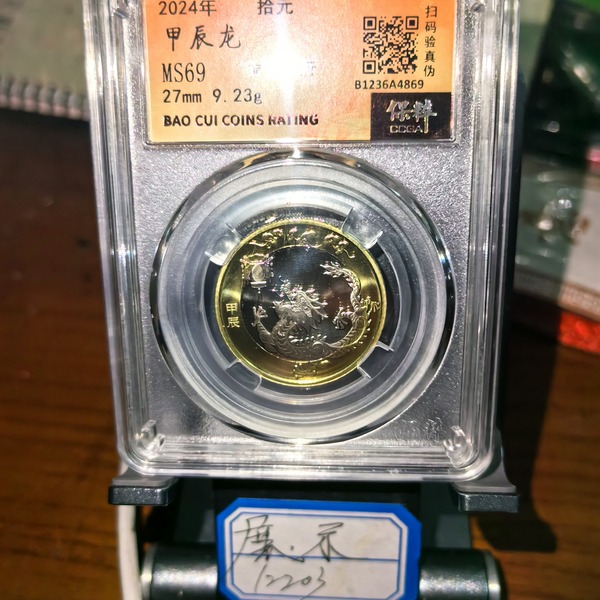 2024年 拾元
甲辰龙
MS69
27mm 9.23g
BAO CUI COINS RATING
扫码验真伪
B1236A4869
保粹
CCGA
甲辰
展示
12203